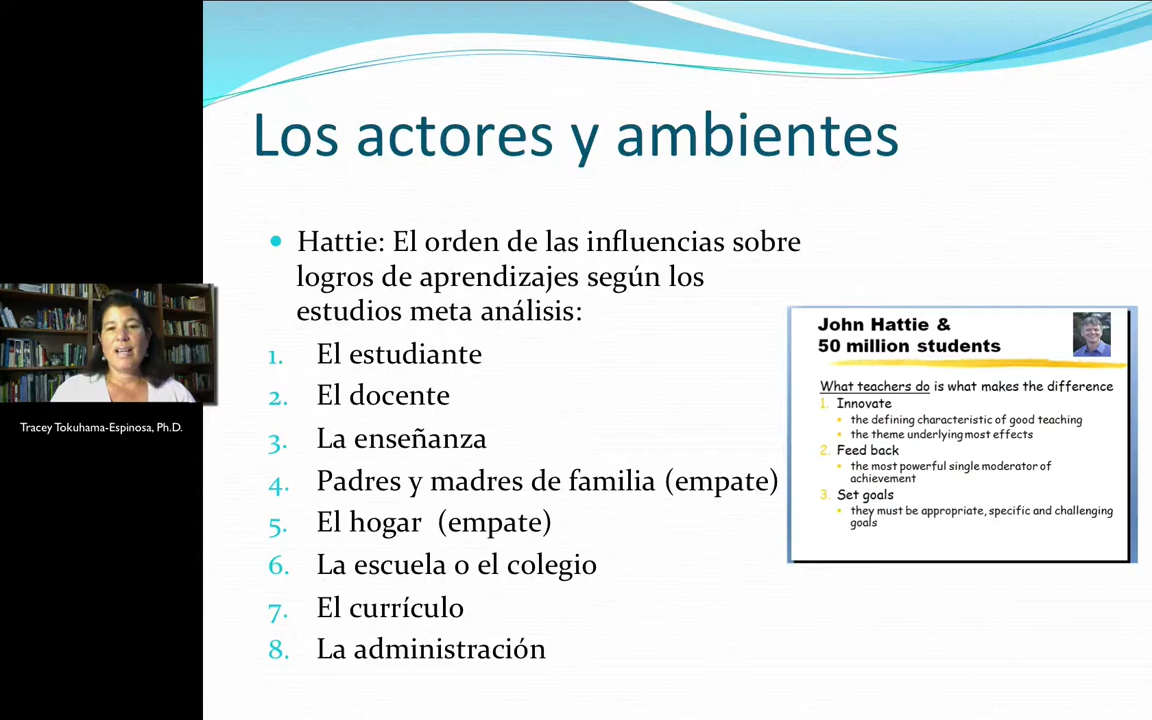 Los actores y ambientes
• Hattie: El orden de las influencias sobre
logros de aprendizajes según los
estudios meta análisis:
1. El estudiante
2. El docente
3. La enseñanza
4. Padres y madres de familia (empate)
5. El hogar (empate)
6. La escuela o el colegio
7. El currículo
8. La administración
John Hattie &
50 million students
What teachers do is what makes the difference
1. Innovate
• the defining characteristic of good teaching
• the theme underlying most effects
2. Feed back
• the most powerful single moderator of
achievement
3. Set goals
• they must be appropriate, specific and challenging
goals
Tracey Tokuhama-Espinosa, Ph.D.